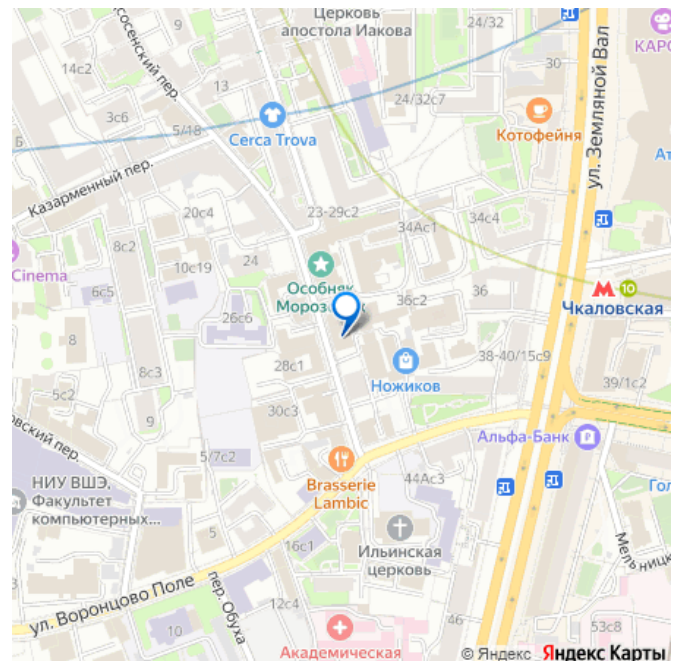 Церковь
апостола Иакова
24/32
30
14с2
9
13
24/32с7
3с6
5/18
Cerca Trova
Котофейня
ул. Земляной Вал
Казарменный пер.
20с4
23-29с2
34Ас1
34с4
8с2
24
10с19
Cinema
6с5
Особняк
36с2
36
10
Чкаловская
26с6
8
28с1
8с3
Ножиков
38-40/15с9
39/1с2
5с2
30с3
9
Альфа-Банк
5/7с2
Brasserie
Lambic
44Ас3
НИУ ВШЭ,
Факультет
компьютерных...
5
16с1
Ильинская
церковь
ул. Воронцово Поле
пер. Обуха
12с4
10
53с8
Академическая
© Яндекс Яндекс Карты